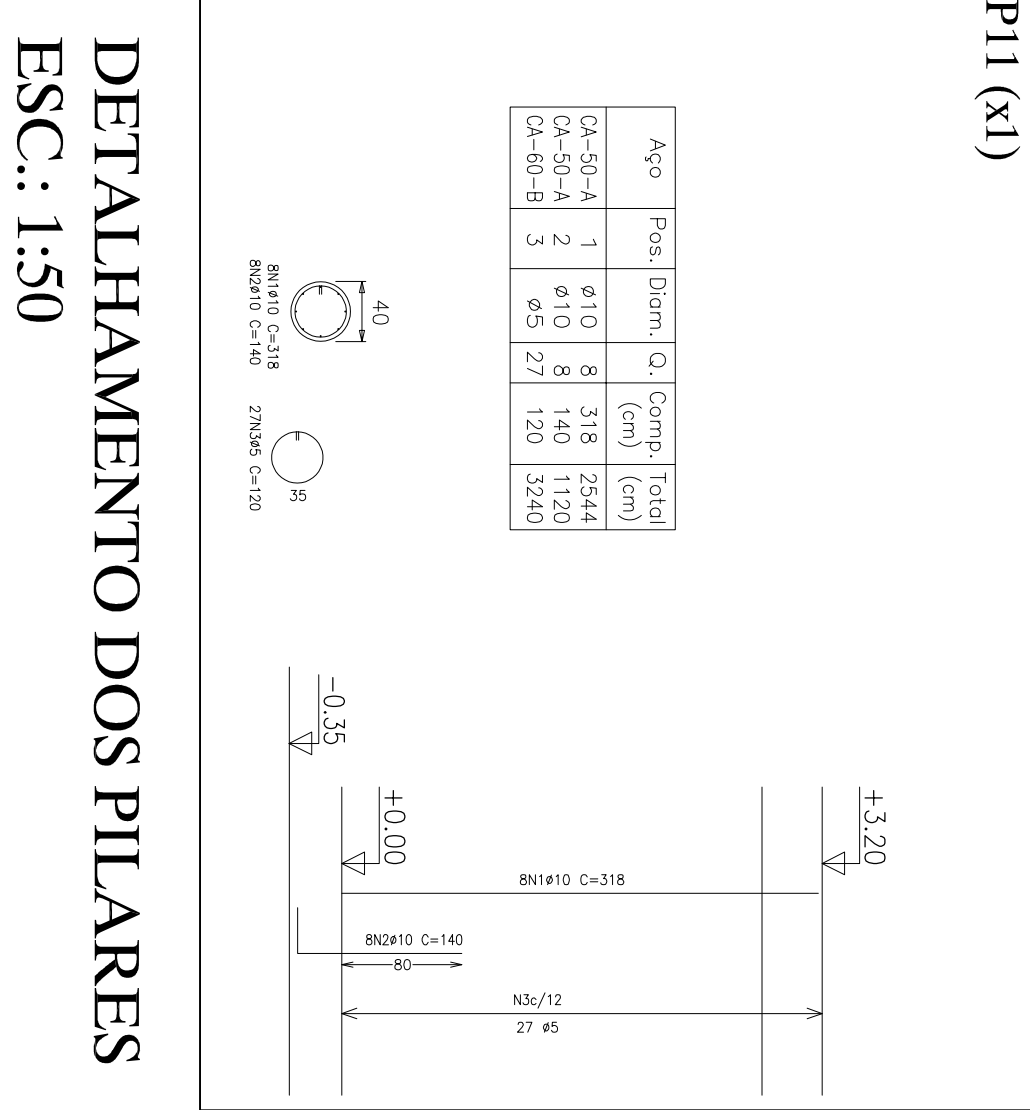 P11 (x1)
Aço Pos. Diam. Q. Comp. (cm) Total (cm)
CA-50-A 1 ø10 8 318 2544
CA-50-A 2 ø10 8 140 1120
CA-60-B 3 ø5 27 120 3240
40
8N1ø10 C=318
8N2ø10 C=140
35
27N3ø5 C=120
+3.20
+0.00
-0.35
8N1ø10 C=318
8N2ø10 C=140
80
N3c/12
27 ø5
DETALHAMENTO DOS PILARES
ESC.: 1:50